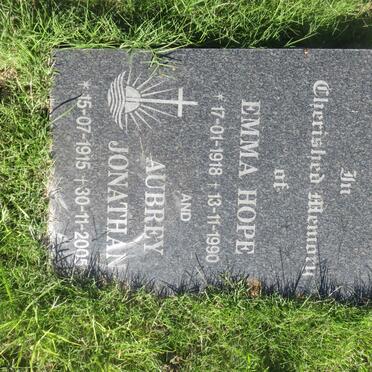 In
Cherished Memory
of
EMMA HOPE
* 17-01-1918 + 13-11-1990
AND
AUBREY
JONATHAN
* 15-07-1915 - 30-11-200